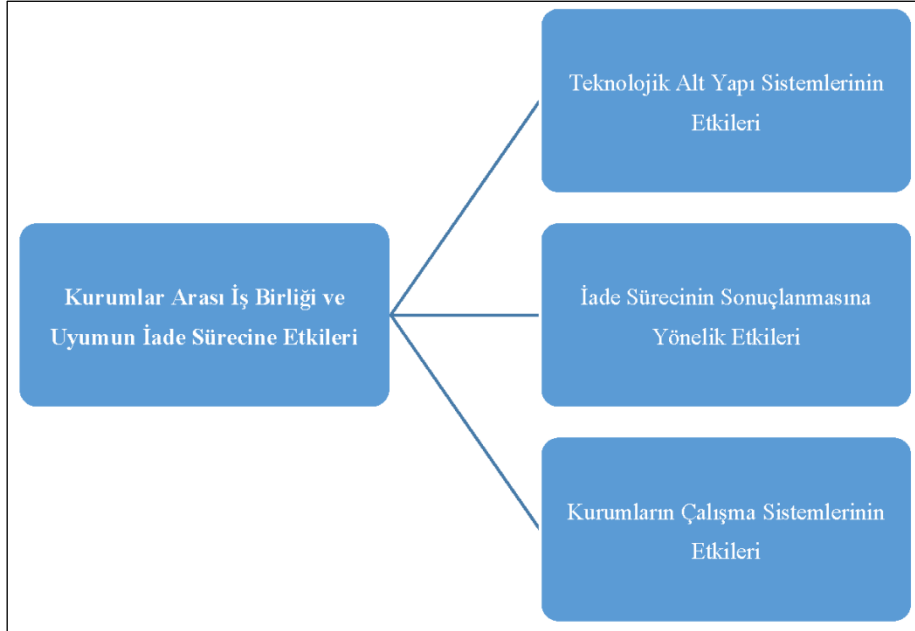 Teknolojik Alt Yapı Sistemlerinin
Etkileri
Kurumlar Arası İş Birliği ve
Uyumun İade Sürecine Etkileri
İade Sürecinin Sonuçlanmasına
Yönelik Etkileri
Kurumların Çalışma Sistemlerinin
Etkileri